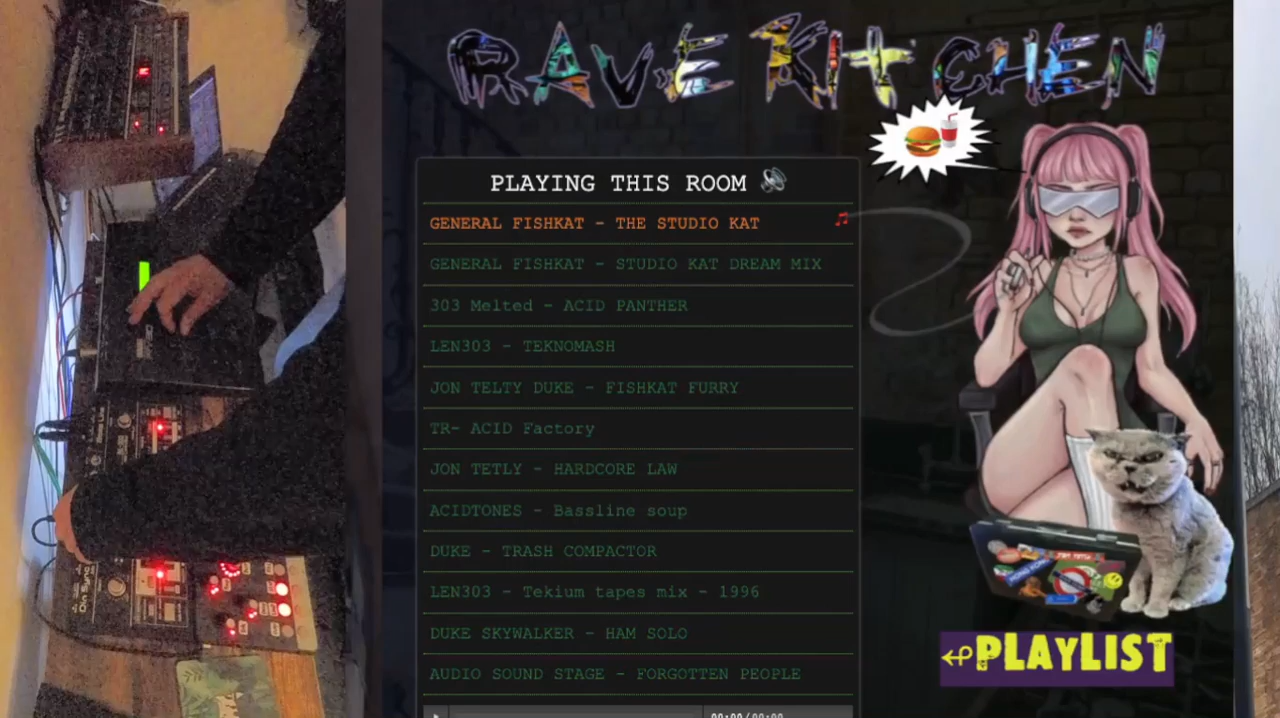 RAVE KITCHEN
PLAYING THIS ROOM
GENERAL FISHKAT - THE STUDIO KAT
GENERAL FISHKAT - STUDIO KAT DREAM MIX
303 Melted - ACID PANTHER
LEN303 - TEKNOMASH
JON TELTY DUKE - FISHKAT FURRY
TR- ACID Factory
JON TETLY - HARDCORE LAW
ACIDTONES - Bassline soup
DUKE - TRASH COMPACTOR
LEN303 - Tekium tapes mix - 1996
DUKE SKYWALKER - HAM SOLO
AUDIO SOUND STAGE - FORGOTTEN PEOPLE
00:00/00:00
PLAYLIST